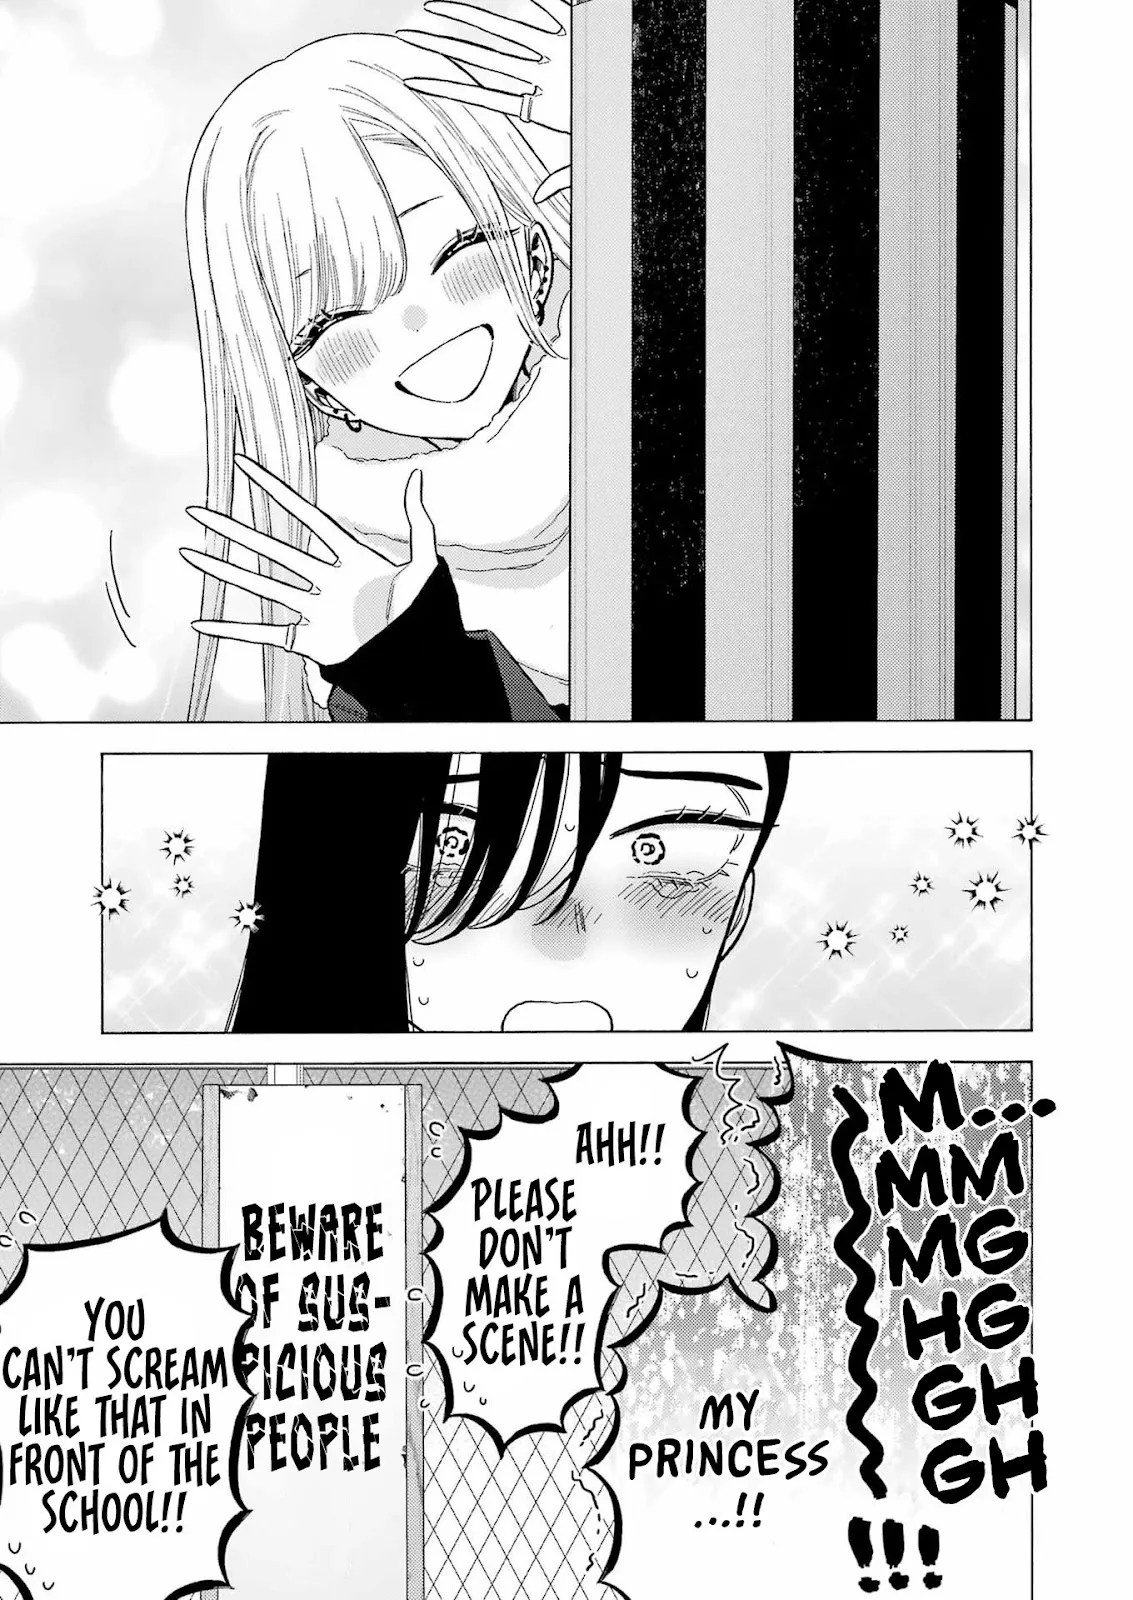 M...
MM
MG
HG
GH
GH
!!!
MY
PRINCESS
...!!
AHH!!
PLEASE
DON'T
MAKE A
SCENE!!
BEWARE
OF SUS-
PICIOUS
PEOPLE
YOU
CAN'T SCREAM
LIKE THAT IN
FRONT OF THE
SCHOOL!!